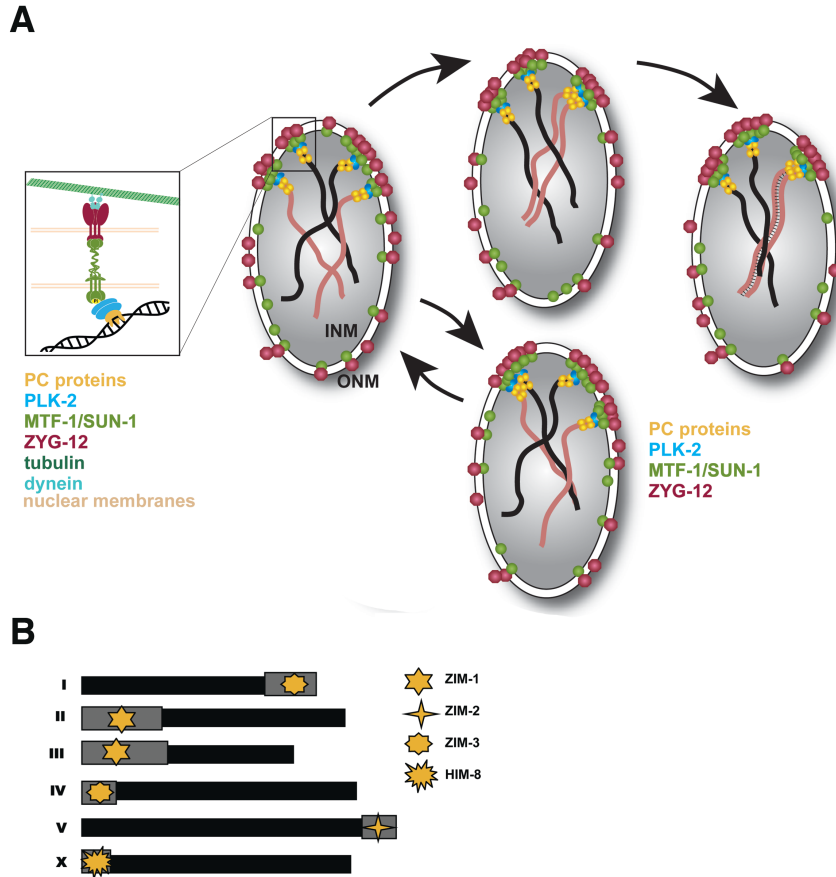 A
INM
ONM
PC proteins
PLK-2
MTF-1/SUN-1
ZYG-12
tubulin
dynein
nuclear membranes
PC proteins
PLK-2
MTF-1/SUN-1
ZYG-12
B
I
II
III
IV
V
X
ZIM-1
ZIM-2
ZIM-3
HIM-8